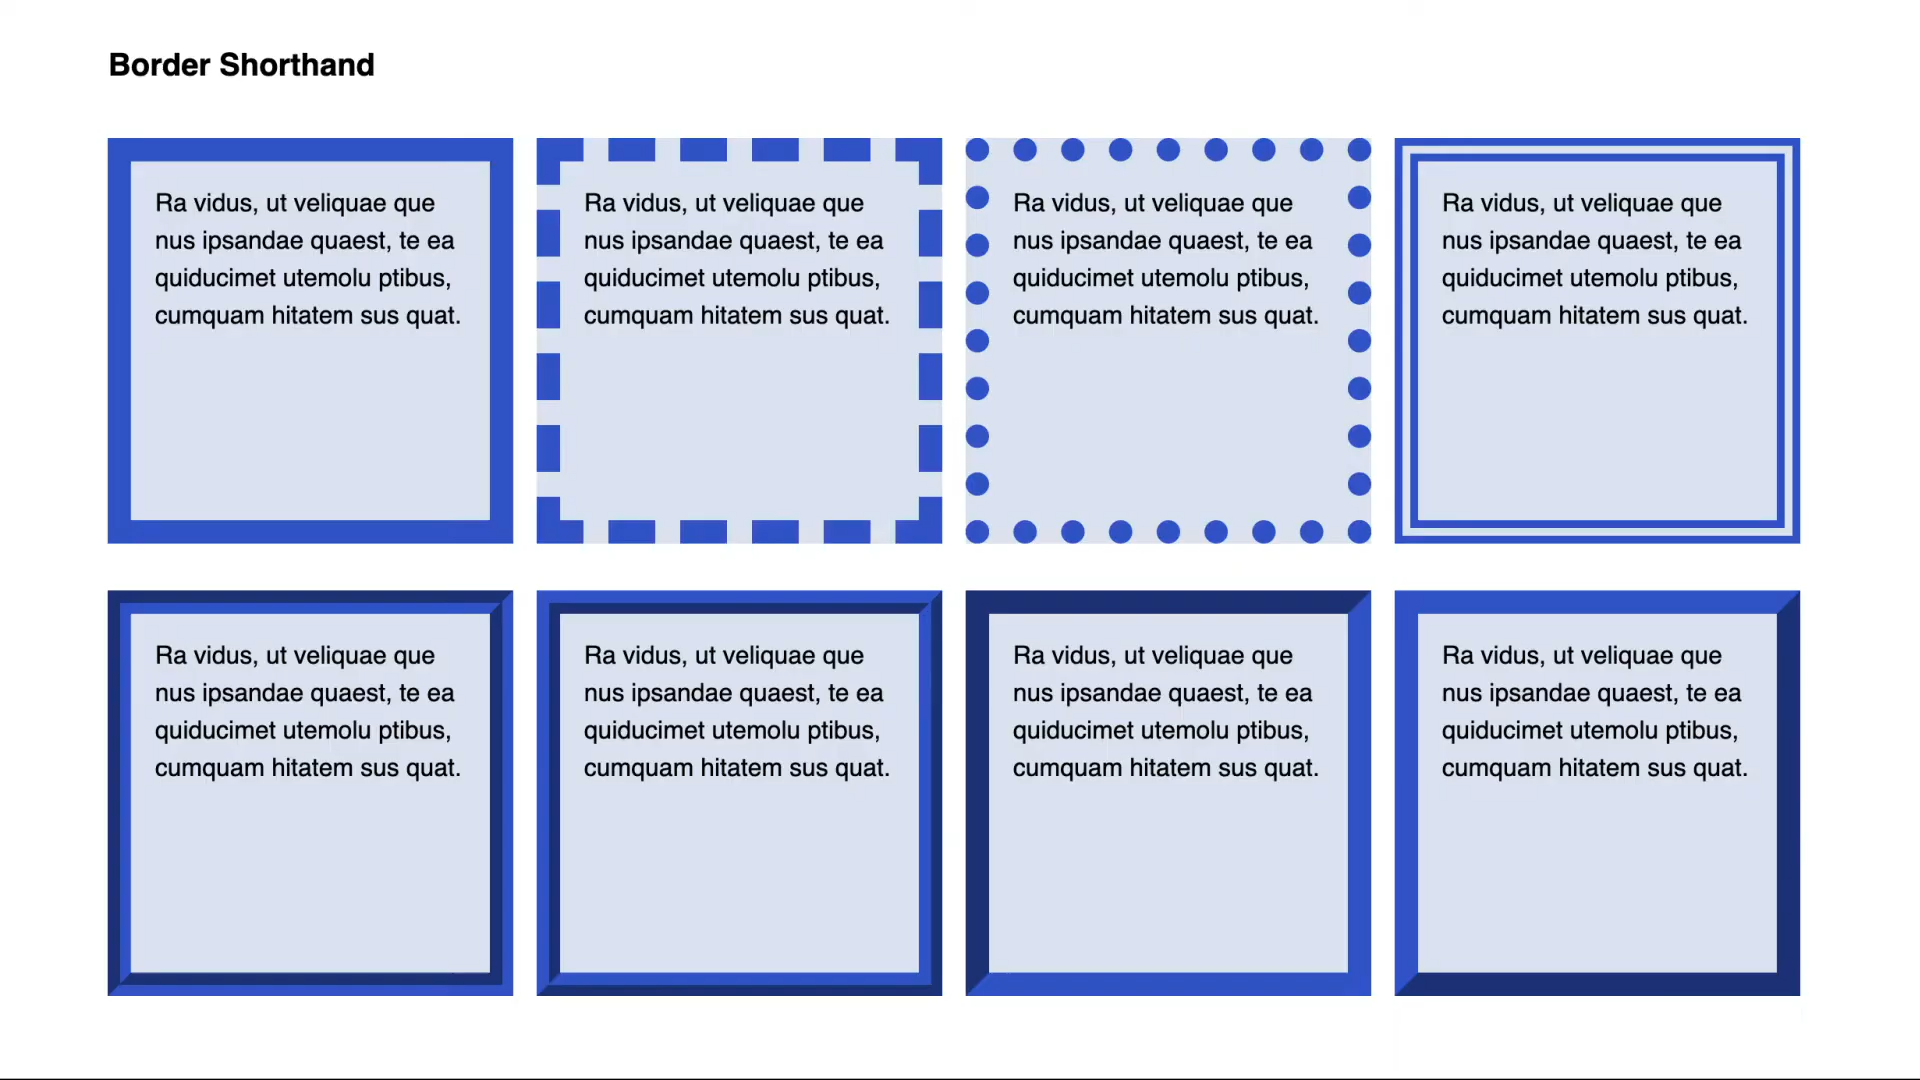 Border Shorthand
Ra vidus, ut veliquae que
nus ipsandae quaest, te ea
quiducimet utemolu ptibus,
cumquam hitatem sus quat.
Ra vidus, ut veliquae que
nus ipsandae quaest, te ea
quiducimet utemolu ptibus,
cumquam hitatem sus quat.
Ra vidus, ut veliquae que
nus ipsandae quaest, te ea
quiducimet utemolu ptibus,
cumquam hitatem sus quat.
Ra vidus, ut veliquae que
nus ipsandae quaest, te ea
quiducimet utemolu ptibus,
cumquam hitatem sus quat.
Ra vidus, ut veliquae que
nus ipsandae quaest, te ea
quiducimet utemolu ptibus,
cumquam hitatem sus quat.
Ra vidus, ut veliquae que
nus ipsandae quaest, te ea
quiducimet utemolu ptibus,
cumquam hitatem sus quat.
Ra vidus, ut veliquae que
nus ipsandae quaest, te ea
quiducimet utemolu ptibus,
cumquam hitatem sus quat.
Ra vidus, ut veliquae que
nus ipsandae quaest, te ea
quiducimet utemolu ptibus,
cumquam hitatem sus quat.